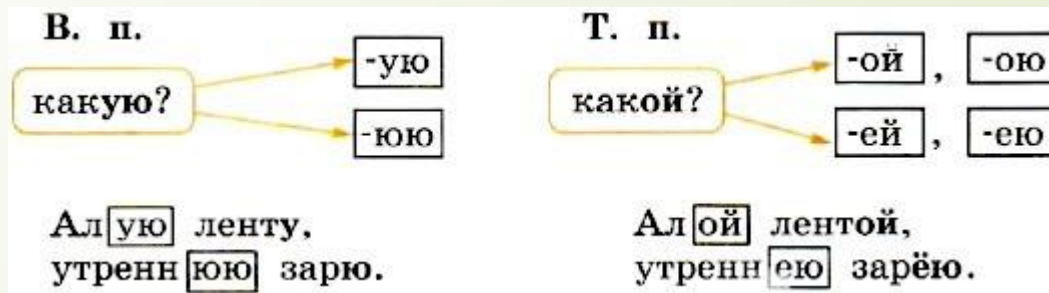 В. п.
какую?
-ую
-юю
Алую ленту,
утреннюю зарю.
Т. п.
какой?
-ой, -ою
-ей, -ею
Алой лентой,
утреннею зарёю.